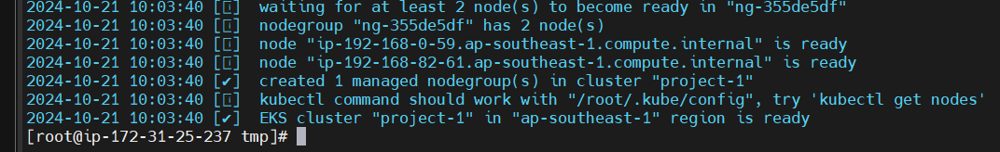 2024-10-21 10:03:40 [ℹ]  waiting for at least 2 node(s) to become ready in "ng-355de5df"
2024-10-21 10:03:40 [ℹ]  nodegroup "ng-355de5df" has 2 node(s)
2024-10-21 10:03:40 [ℹ]  node "ip-192-168-0-59.ap-southeast-1.compute.internal" is ready
2024-10-21 10:03:40 [ℹ]  node "ip-192-168-82-61.ap-southeast-1.compute.internal" is ready
2024-10-21 10:03:40 [✔]  created 1 managed nodegroup(s) in cluster "project-1"
2024-10-21 10:03:40 [ℹ]  kubectl command should work with "/root/.kube/config", try 'kubectl get nodes'
2024-10-21 10:03:40 [✔]  EKS cluster "project-1" in "ap-southeast-1" region is ready
[root@ip-172-31-25-237 tmp]#